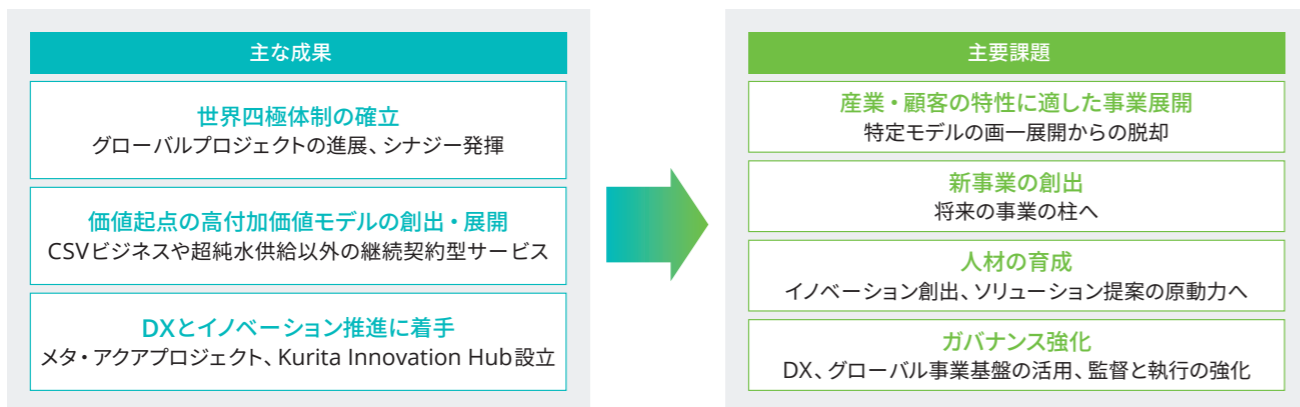 主な成果
世界四極体制の確立
グローバルプロジェクトの進展、シナジー発揮
価値起点の高付加価値モデルの創出・展開
CSVビジネスや超純水供給以外の継続契約型サービス
DXとイノベーション推進に着手
メタ・アクアプロジェクト、Kurita Innovation Hub設立
主要課題
産業・顧客の特性に適した事業展開
特定モデルの画一展開からの脱却
新事業の創出
将来の事業の柱へ
人材の育成
イノベーション創出、ソリューション提案の原動力へ
ガバナンス強化
DX、グローバル事業基盤の活用、監督と執行の強化